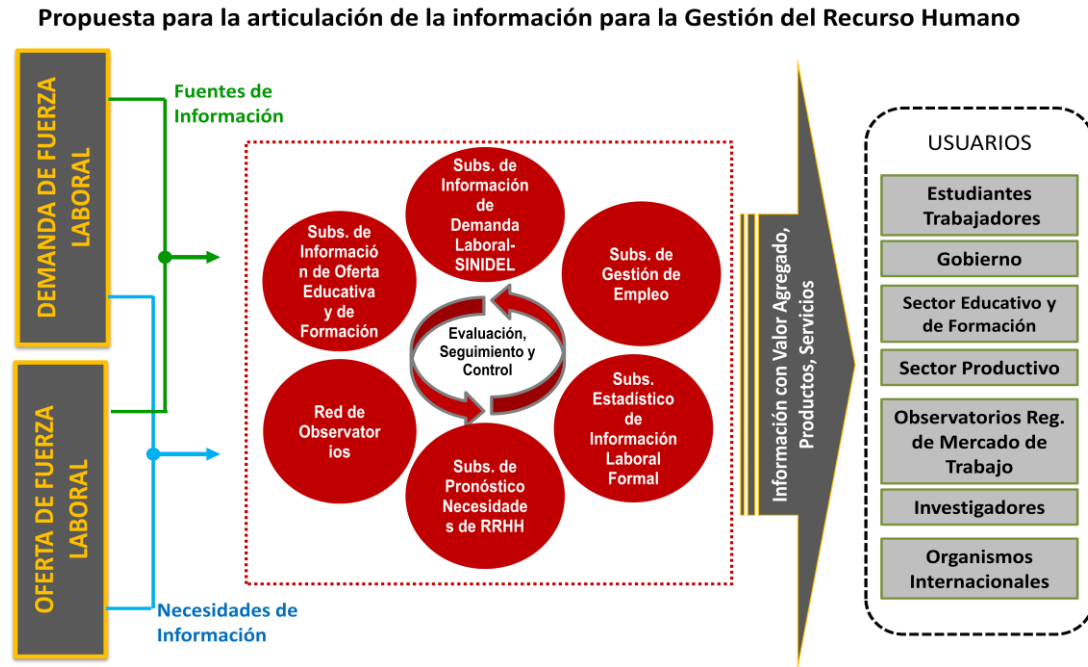 Propuesta para la articulación de la información para la Gestión del Recurso Humano
DEMANDA DE FUERZA
LABORAL
OFERTA DE FUERZA
LABORAL
Fuentes de
Información
Necesidades de
Información
Subs. de
Información
de
Demanda
Laboral-
SINIDEL
Subs. de
Informació
n de Oferta
Educativa
y de
Formación
Subs. de
Gestión de
Empleo
Evaluación,
Seguimiento y
Control
Red de
Observator
ios
Subs.
Estadístico
de
Información
Laboral
Formal
Subs. de
Pronóstico
Necesidade
s de RRHH
Información con Valor Agregado,
Productos, Servicios
USUARIOS
Estudiantes
Trabajadores
Gobierno
Sector Educativo y
de Formación
Sector Productivo
Observatorios Reg.
de Mercado de
Trabajo
Investigadores
Organismos
Internacionales